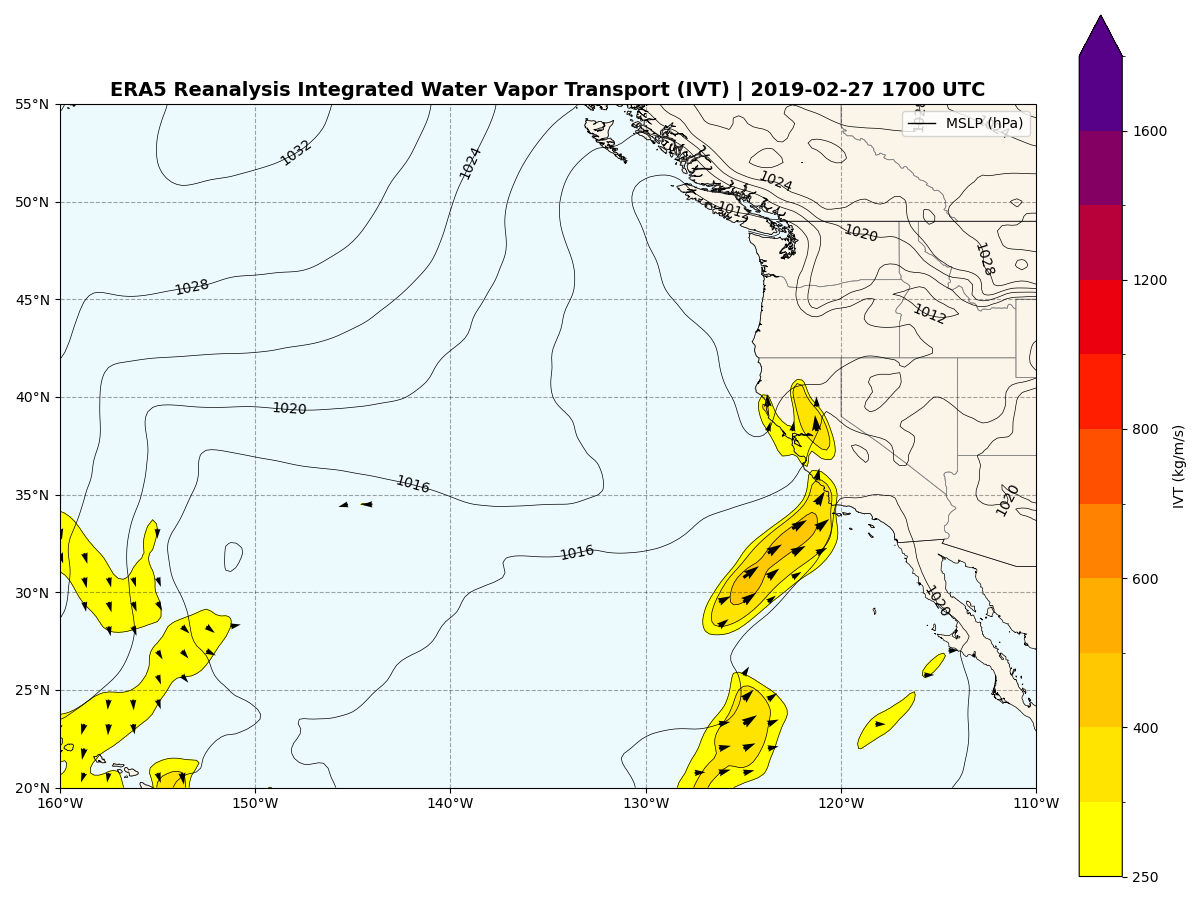 ERA5 Reanalysis Integrated Water Vapor Transport (IVT) | 2019-02-27 1700 UTC
MSLP (hPa)
55°N
50°N
45°N
40°N
35°N
30°N
25°N
20°N
160°W
150°W
140°W
130°W
120°W
110°W
1032
1024
1024
1020
1028
1028
1012
1020
1016
1020
1016
1020
1600
1200
800
600
400
250
IVT (kg/m/s)